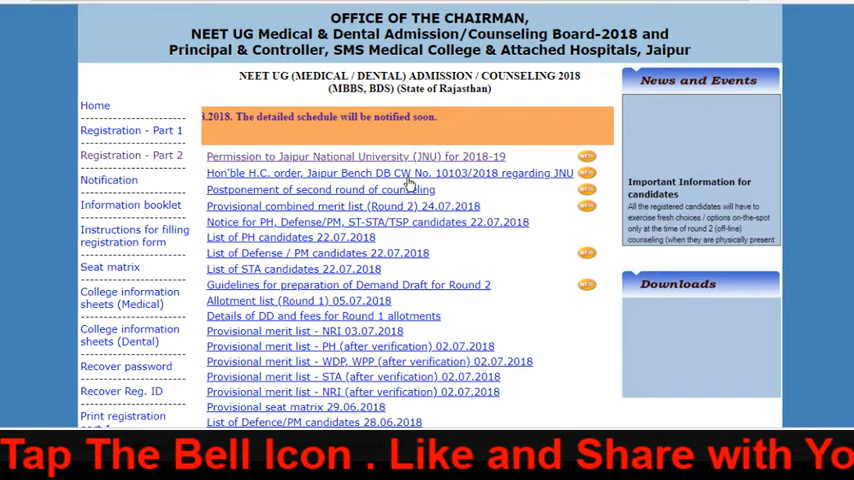 OFFICE OF THE CHAIRMAN,
NEET UG Medical & Dental Admission/Counseling Board-2018 and
Principal & Controller, SMS Medical College & Attached Hospitals, Jaipur
NEET UG (MEDICAL / DENTAL) ADMISSION / COUNSELING 2018
(MBBS, BDS) (State of Rajasthan)
8.2018. The detailed schedule will be notified soon.
Home
Registration - Part 1
Registration - Part 2
Notification
Information booklet
Instructions for filling
registration form
Seat matrix
College information
sheets (Medical)
College information
sheets (Dental)
Recover password
Recover Reg. ID
Print registration
Permission to Jaipur National University (JNU) for 2018-19
Hon'ble H.C. order, Jaipur Bench DB CW No. 10103/2018 regarding JNU
Postponement of second round of counseling
Provisional combined merit list (Round 2) 24.07.2018
Notice for PH, Defense/PM, ST-STA/TSP candidates 22.07.2018
List of PH candidates 22.07.2018
List of Defense / PM candidates 22.07.2018
List of STA candidates 22.07.2018
Guidelines for preparation of Demand Draft for Round 2
Allotment list (Round 1) 05.07.2018
Details of DD and fees for Round 1 allotments
Provisional merit list - NRI 03.07.2018
Provisional merit list - PH (after verification) 02.07.2018
Provisional merit list - WDP, WPP (after verification) 02.07.2018
Provisional merit list - STA (after verification) 02.07.2018
Provisional merit list - NRI (after verification) 02.07.2018
Provisional seat matrix 29.06.2018
List of Defence/PM candidates 28.06.2018
NEW
NEW
NEW
NEW
NEW
NEW
News and Events
Important Information for
candidates
All the registered candidates will have to
exercise fresh choices / options on-the-spot
only at the time of round 2 (off-line)
counseling (when they are physically present
Downloads
Tap The Bell Icon . Like and Share with Yo